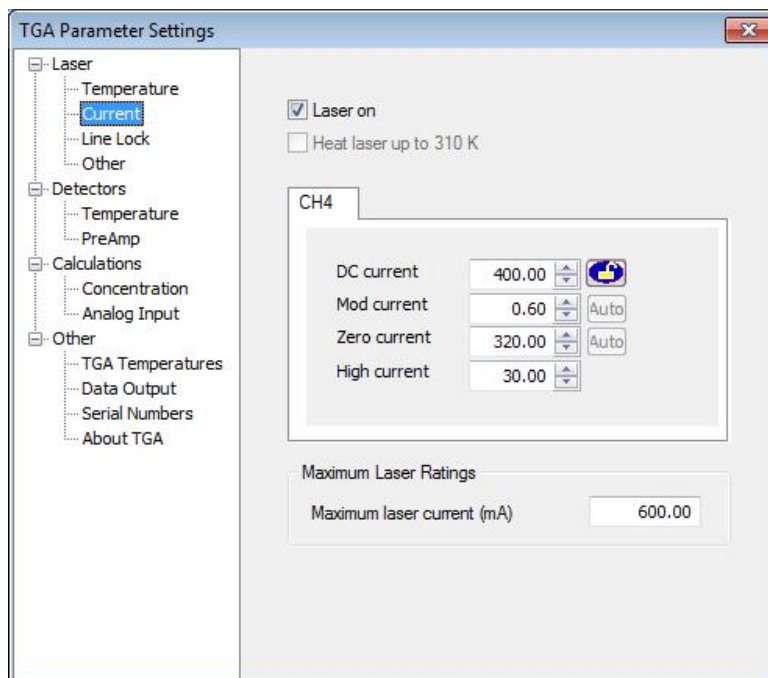 TGA Parameter Settings
Laser
Temperature
Current
Line Lock
Other
Detectors
Temperature
PreAmp
Calculations
Concentration
Analog Input
Other
TGA Temperatures
Data Output
Serial Numbers
About TGA
Laser on
Heat laser up to 310 K
CH4
DC current 400.00
Mod current 0.60 Auto
Zero current 320.00 Auto
High current 30.00
Maximum Laser Ratings
Maximum laser current (mA) 600.00